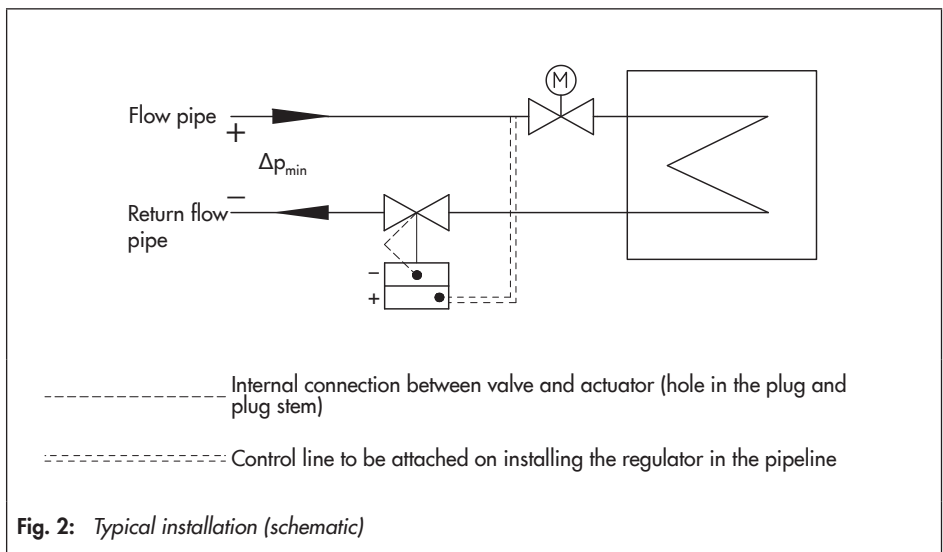 M
Flow pipe
+
Δpmin
−
Return flow
pipe
−
+
Internal connection between valve and actuator (hole in the plug and
plug stem)
Control line to be attached on installing the regulator in the pipeline
Fig. 2: Typical installation (schematic)